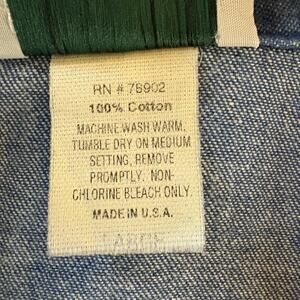 RN # 78902
100% Cotton
MACHINE WASH WARM,
TUMBLE DRY ON MEDIUM
SETTING, REMOVE
PROMPTLY. NON-
CHLORINE BLEACH ONLY.
MADE IN U.S.A.
LARGE